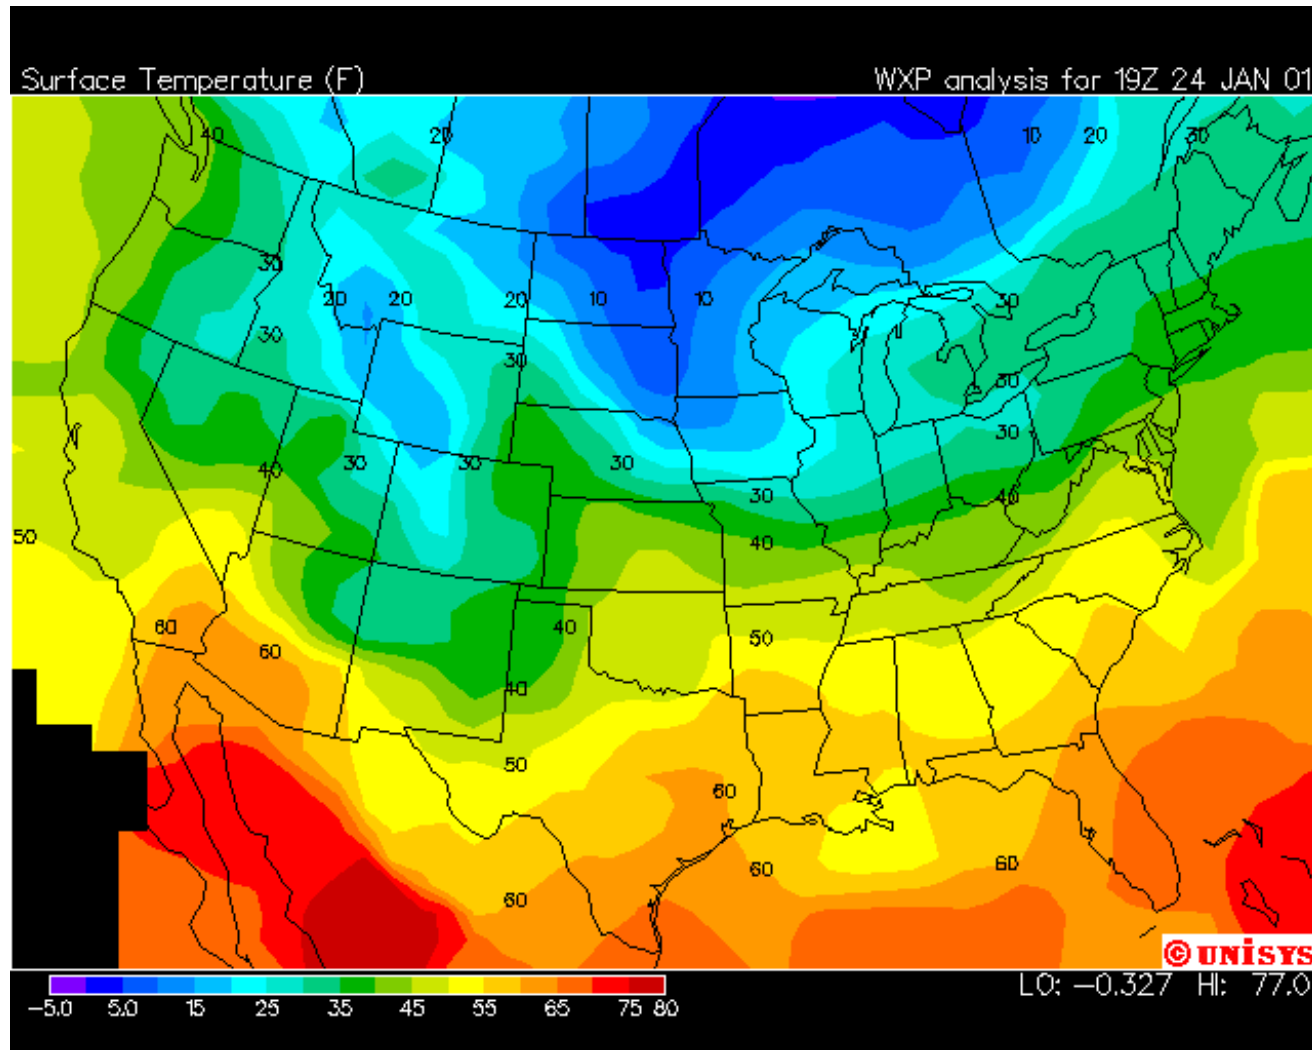 Surface Temperature (F) WXP analysis for 19Z 24 JAN 01
40 20 10 20 30
30
20 20 20 10 10 30
30 30
30
40 30 30 30 30
30 40
50 40
60 60 40 50
40
50
60
60 60
60
© UNISYS
-5.0 5.0 15 25 35 45 55 65 75 80
LO: -0.327 HI: 77.0